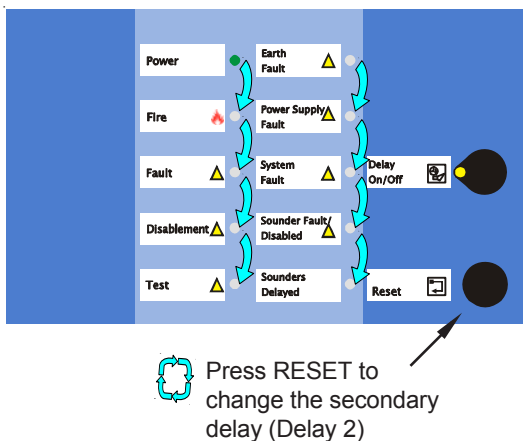 Power
Fire
Fault
Disablement
Test
Earth
Fault
Power Supply
Fault
System
Fault
Sounder Fault/
Disabled
Sounders
Delayed
Delay
On/Off
Reset
Press RESET to
change the secondary
delay (Delay 2)